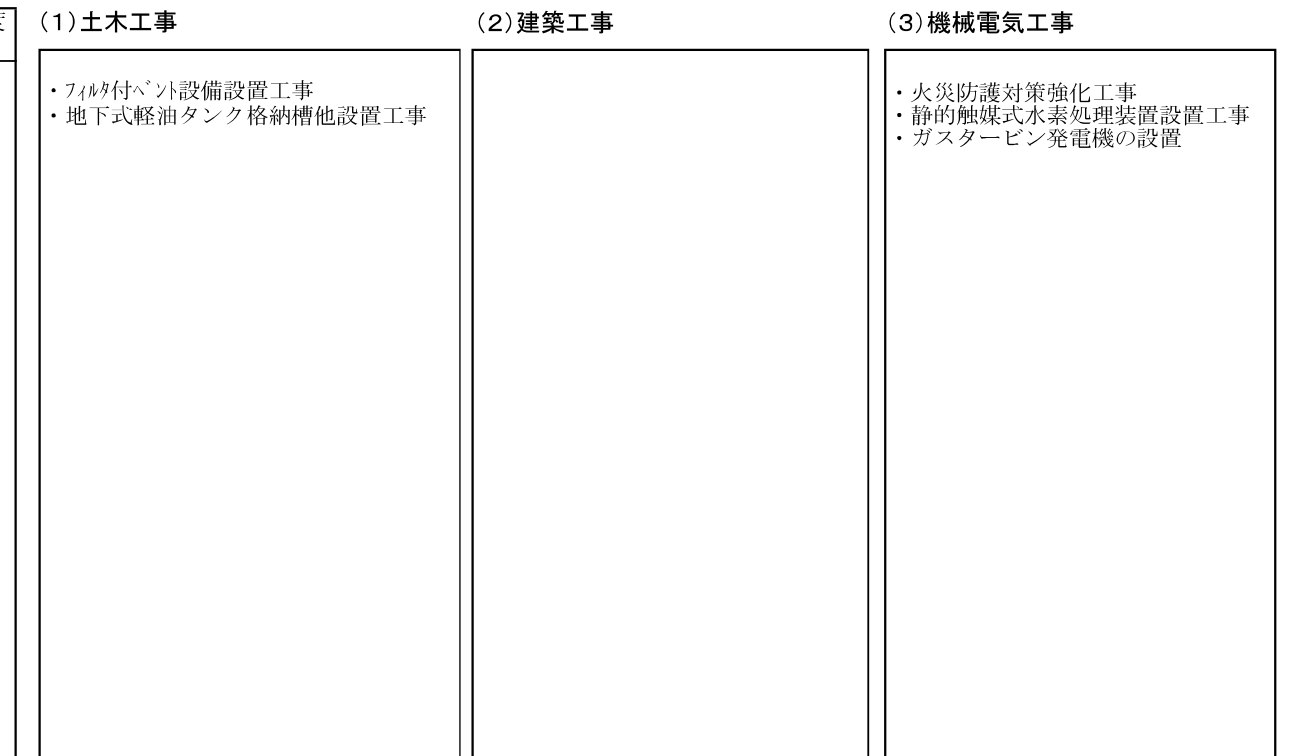 (1)土木工事
・ﾌｨﾙﾀ付ﾍﾞﾝﾄ設備設置工事
・地下式軽油タンク格納槽他設置工事
(2)建築工事
(3)機械電気工事
・火災防護対策強化工事
・静的触媒式水素処理装置設置工事
・ガスタービン発電機の設置